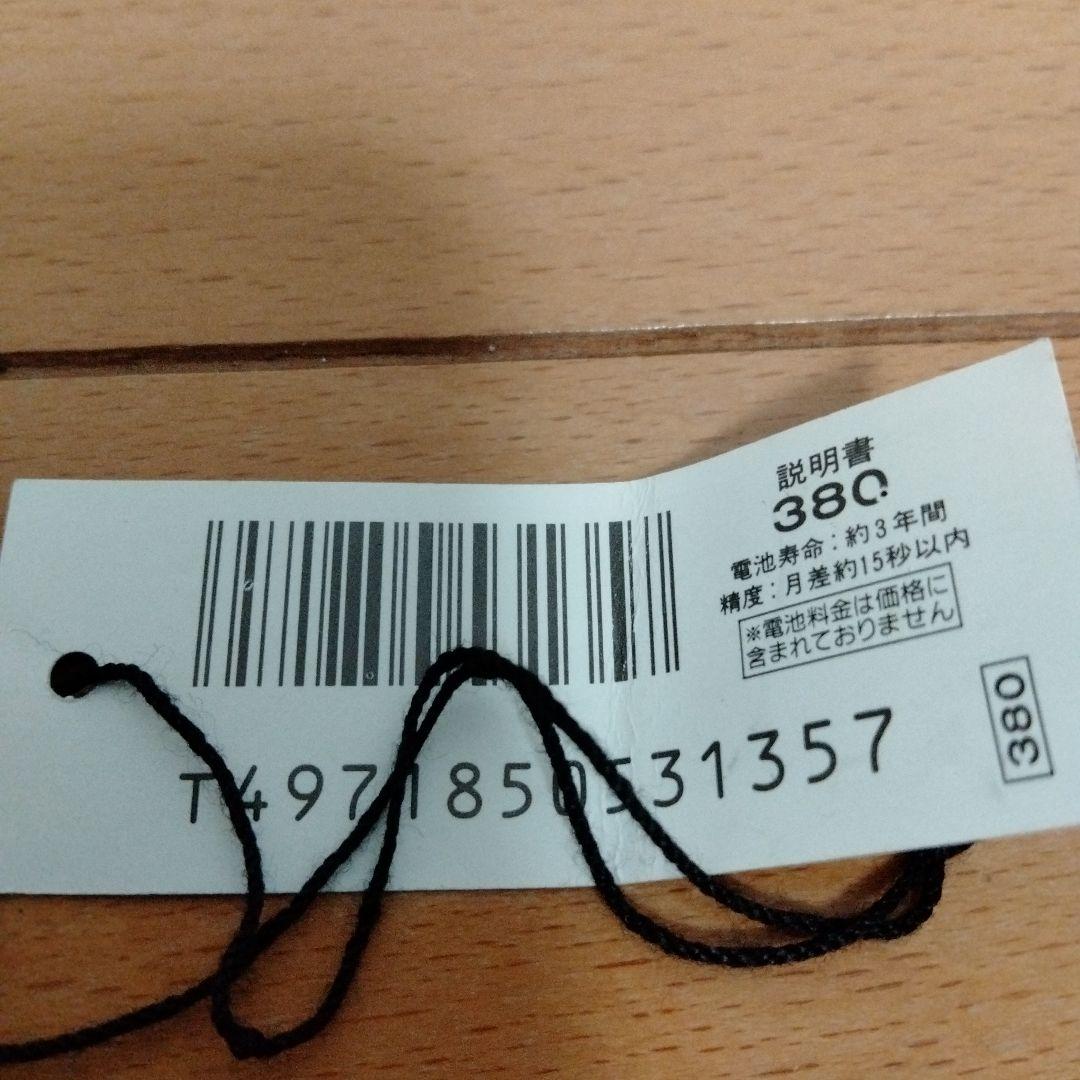 説明書
380
電池寿命:約3年間
精度:月差約15秒以内
※電池料金は価格に
含まれておりません
T4971850531357
380